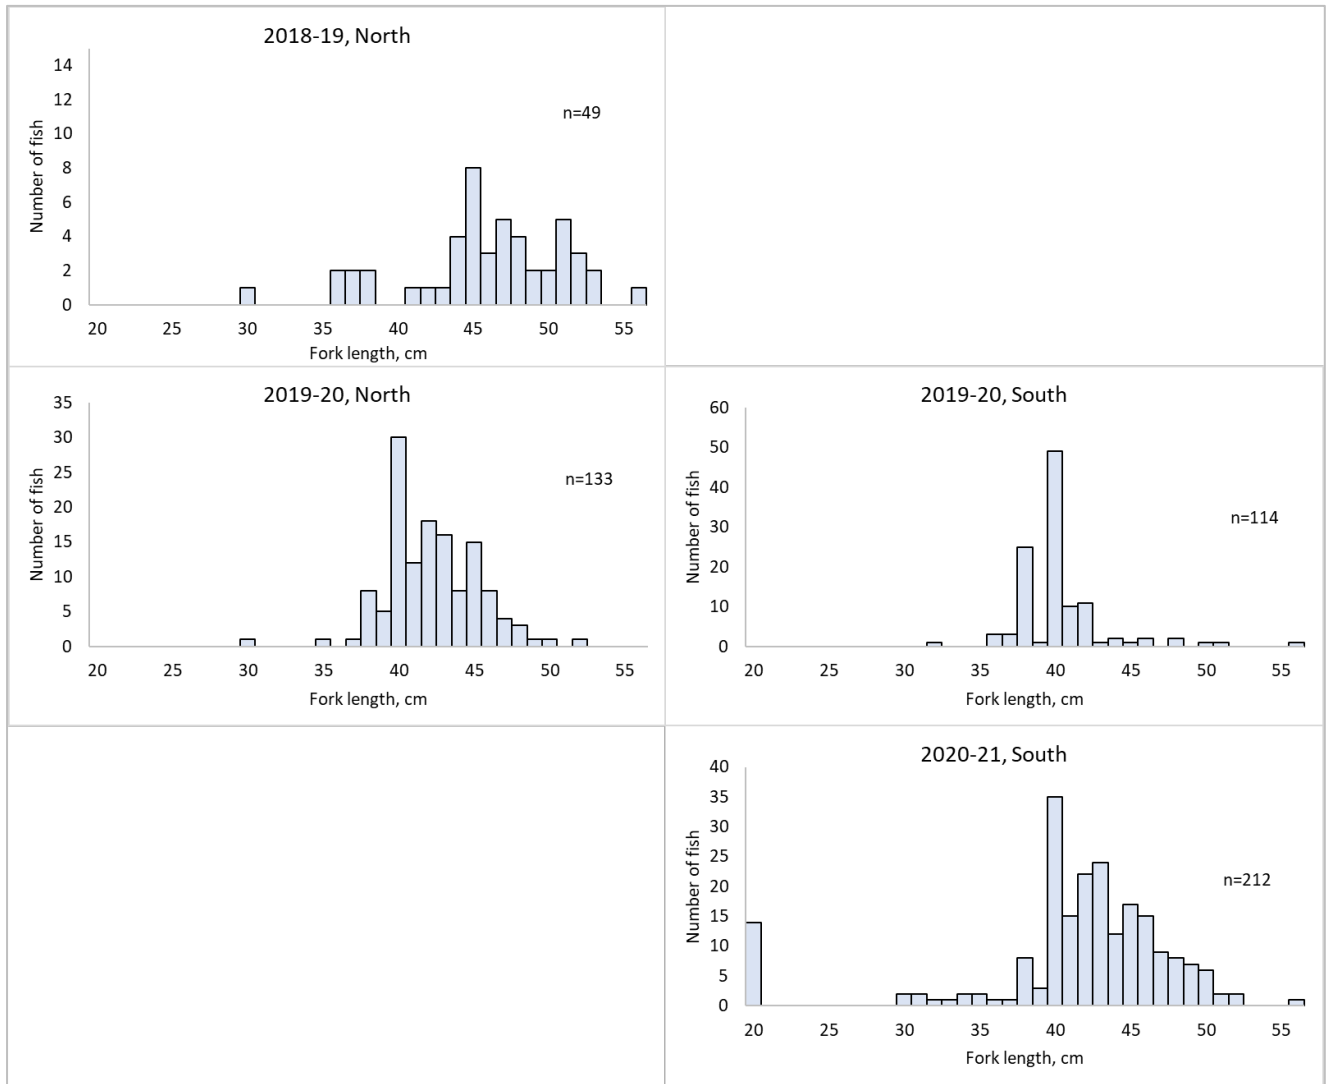 2018-19, North
14
12
10
8
6
4
2
0
Number of fish
n=49
20 25 30 35 40 45 50 55
Fork length, cm
2019-20, North
35
30
25
20
15
10
5
0
Number of fish
n=133
20 25 30 35 40 45 50 55
Fork length, cm
2019-20, South
60
50
40
30
20
10
0
Number of fish
n=114
20 25 30 35 40 45 50 55
Fork length, cm
2020-21, South
40
35
30
25
20
15
10
5
0
Number of fish
n=212
20 25 30 35 40 45 50 55
Fork length, cm